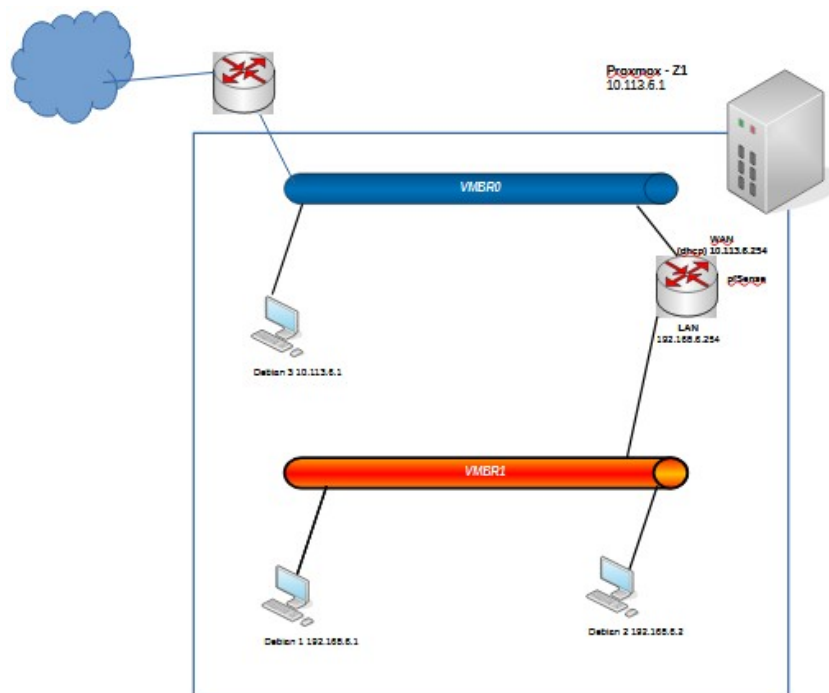 Proxmox - Z1
10.113.6.1
VMBR0
WAN
(dhcp) 10.113.6.254
pfSense
LAN
192.168.6.254
Debian 3 10.113.6.1
VMBR1
Debian 1 192.168.6.1
Debian 2 192.168.6.2